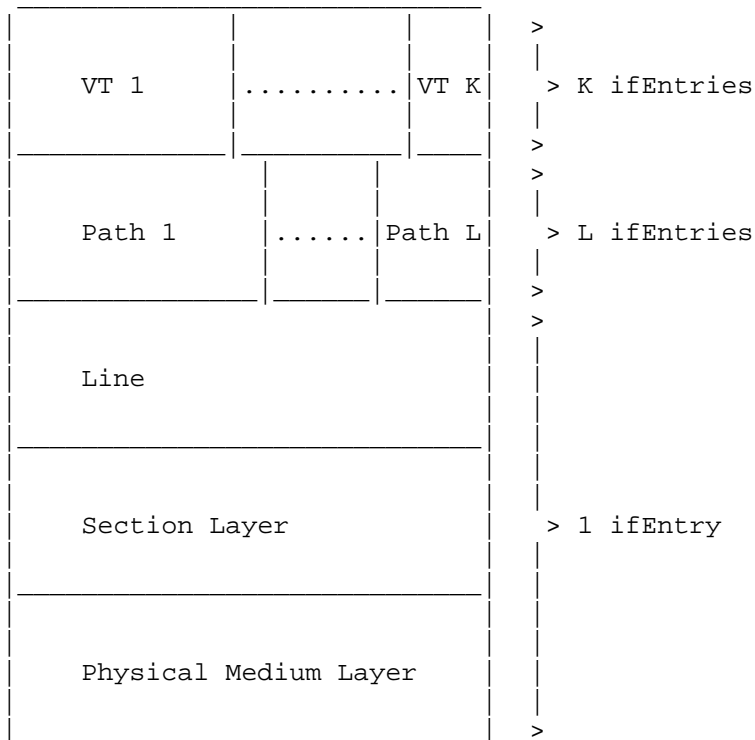 VT 1 .......... VT K > K ifEntries
Path 1 ...... Path L > L ifEntries
Line
Section Layer > 1 ifEntry
Physical Medium Layer